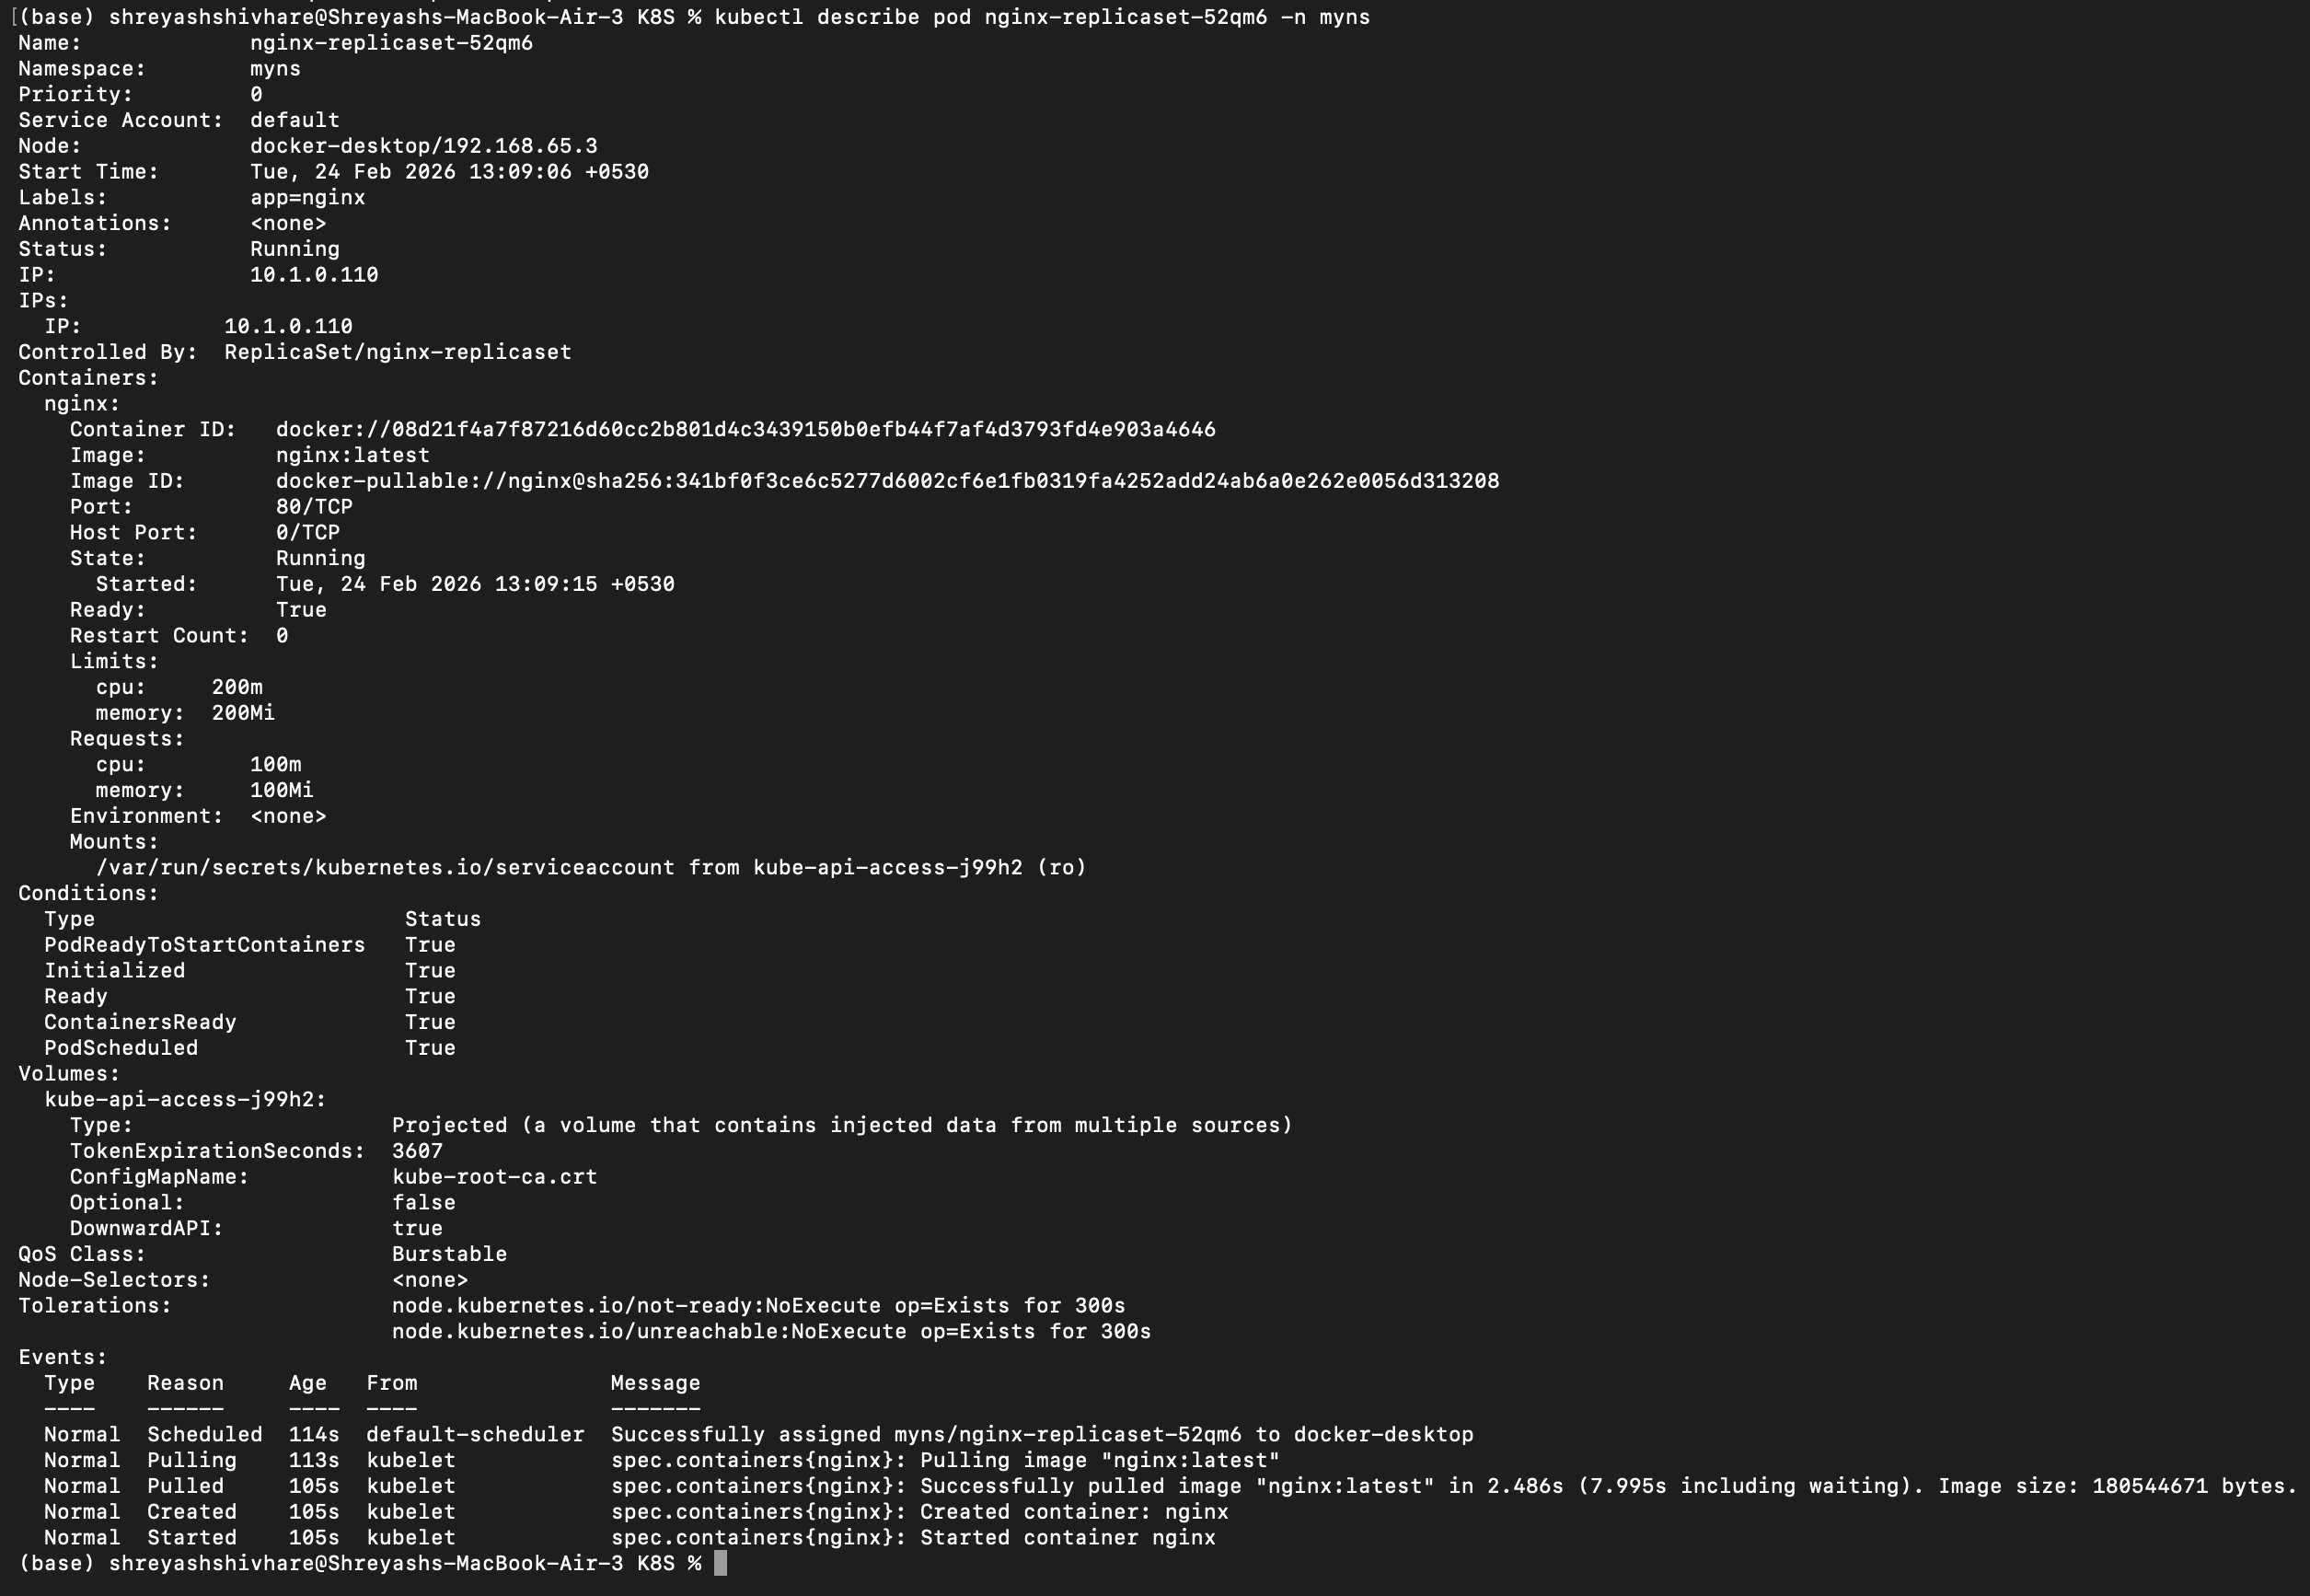 (base) shreyashshivhare@Shreyashs-MacBook-Air-3 K8S % kubectl describe pod nginx-replicaset-52qm6 -n myns
Name:             nginx-replicaset-52qm6
Namespace:        myns
Priority:         0
Service Account:  default
Node:             docker-desktop/192.168.65.3
Start Time:       Tue, 24 Feb 2026 13:09:06 +0530
Labels:           app=nginx
Annotations:      <none>
Status:           Running
IP:               10.1.0.110
IPs:
  IP:           10.1.0.110
Controlled By:  ReplicaSet/nginx-replicaset
Containers:
  nginx:
    Container ID:   docker://08d21f4a7f87216d60cc2b801d4c3439150b0efb44f7af4d3793fd4e903a4646
    Image:          nginx:latest
    Image ID:       docker-pullable://nginx@sha256:341bf0f3ce6c5277d6002cf6e1fb0319fa4252add24ab6a0e262e0056d313208
    Port:           80/TCP
    Host Port:      0/TCP
    State:          Running
      Started:      Tue, 24 Feb 2026 13:09:15 +0530
    Ready:          True
    Restart Count:  0
    Limits:
      cpu:     200m
      memory:  200Mi
    Requests:
      cpu:        100m
      memory:     100Mi
    Environment:  <none>
    Mounts:
      /var/run/secrets/kubernetes.io/serviceaccount from kube-api-access-j99h2 (ro)
Conditions:
  Type                        Status
  PodReadyToStartContainers   True
  Initialized                 True
  Ready                       True
  ContainersReady             True
  PodScheduled                True
Volumes:
  kube-api-access-j99h2:
    Type:                    Projected (a volume that contains injected data from multiple sources)
    TokenExpirationSeconds:  3607
    ConfigMapName:           kube-root-ca.crt
    Optional:                false
    DownwardAPI:             true
QoS Class:                   Burstable
Node-Selectors:              <none>
Tolerations:                 node.kubernetes.io/not-ready:NoExecute op=Exists for 300s
                             node.kubernetes.io/unreachable:NoExecute op=Exists for 300s
Events:
  Type    Reason     Age   From               Message
  ----    ------     ----  ----               -------
  Normal  Scheduled  114s  default-scheduler  Successfully assigned myns/nginx-replicaset-52qm6 to docker-desktop
  Normal  Pulling    113s  kubelet            spec.containers{nginx}: Pulling image "nginx:latest"
  Normal  Pulled     105s  kubelet            spec.containers{nginx}: Successfully pulled image "nginx:latest" in 2.486s (7.995s including waiting). Image size: 180544671 bytes.
  Normal  Created    105s  kubelet            spec.containers{nginx}: Created container: nginx
  Normal  Started    105s  kubelet            spec.containers{nginx}: Started container nginx
(base) shreyashshivhare@Shreyashs-MacBook-Air-3 K8S %